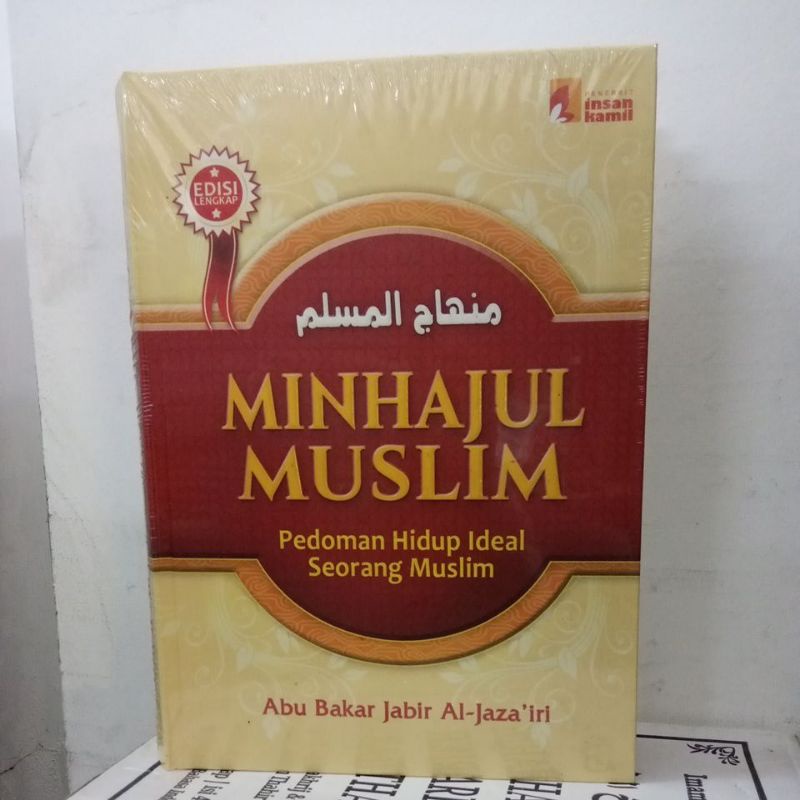 PENERBIT
insan
kamil
EDISI
LENGKAP
منهاج المسلم
MINHAJUL
MUSLIM
Pedoman Hidup Ideal
Seorang Muslim
Abu Bakar Jabir Al-Jaza'iri